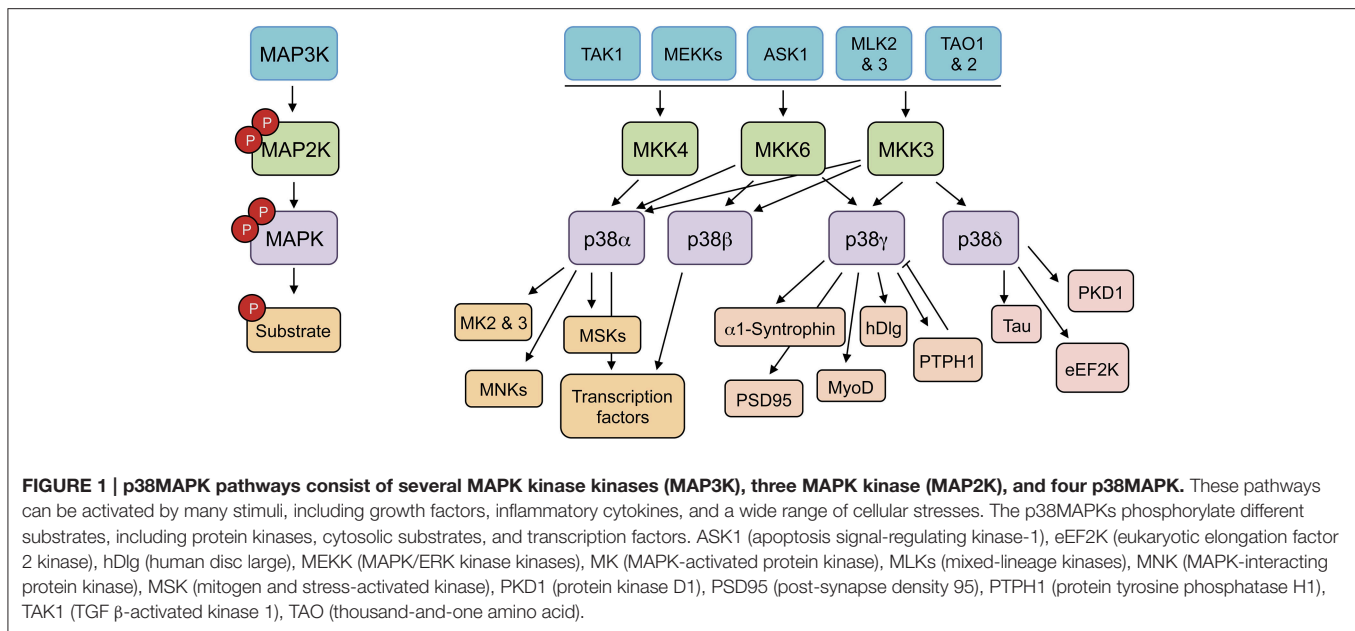 MAP3K
TAK1
MEKKs
ASK1
MLK2
& 3
TAO1
& 2
P
P
MAP2K
MKK4
MKK6
MKK3
P
P
MAPK
p38α
p38β
p38γ
p38δ
P
Substrate
MK2 & 3
MSKs
MNKs
Transcription
factors
α1-Syntrophin
hDlg
PTPH1
PSD95
MyoD
Tau
PKD1
eEF2K
FIGURE 1 | p38MAPK pathways consist of several MAPK kinase kinases (MAP3K), three MAPK kinase (MAP2K), and four p38MAPK. These pathways
can be activated by many stimuli, including growth factors, inflammatory cytokines, and a wide range of cellular stresses. The p38MAPKs phosphorylate different
substrates, including protein kinases, cytosolic substrates, and transcription factors. ASK1 (apoptosis signal-regulating kinase-1), eEF2K (eukaryotic elongation factor
2 kinase), hDlg (human disc large), MEKK (MAPK/ERK kinase kinases), MK (MAPK-activated protein kinase), MLKs (mixed-lineage kinases), MNK (MAPK-interacting
protein kinase), MSK (mitogen and stress-activated kinase), PKD1 (protein kinase D1), PSD95 (post-synapse density 95), PTPH1 (protein tyrosine phosphatase H1),
TAK1 (TGF β-activated kinase 1), TAO (thousand-and-one amino acid).